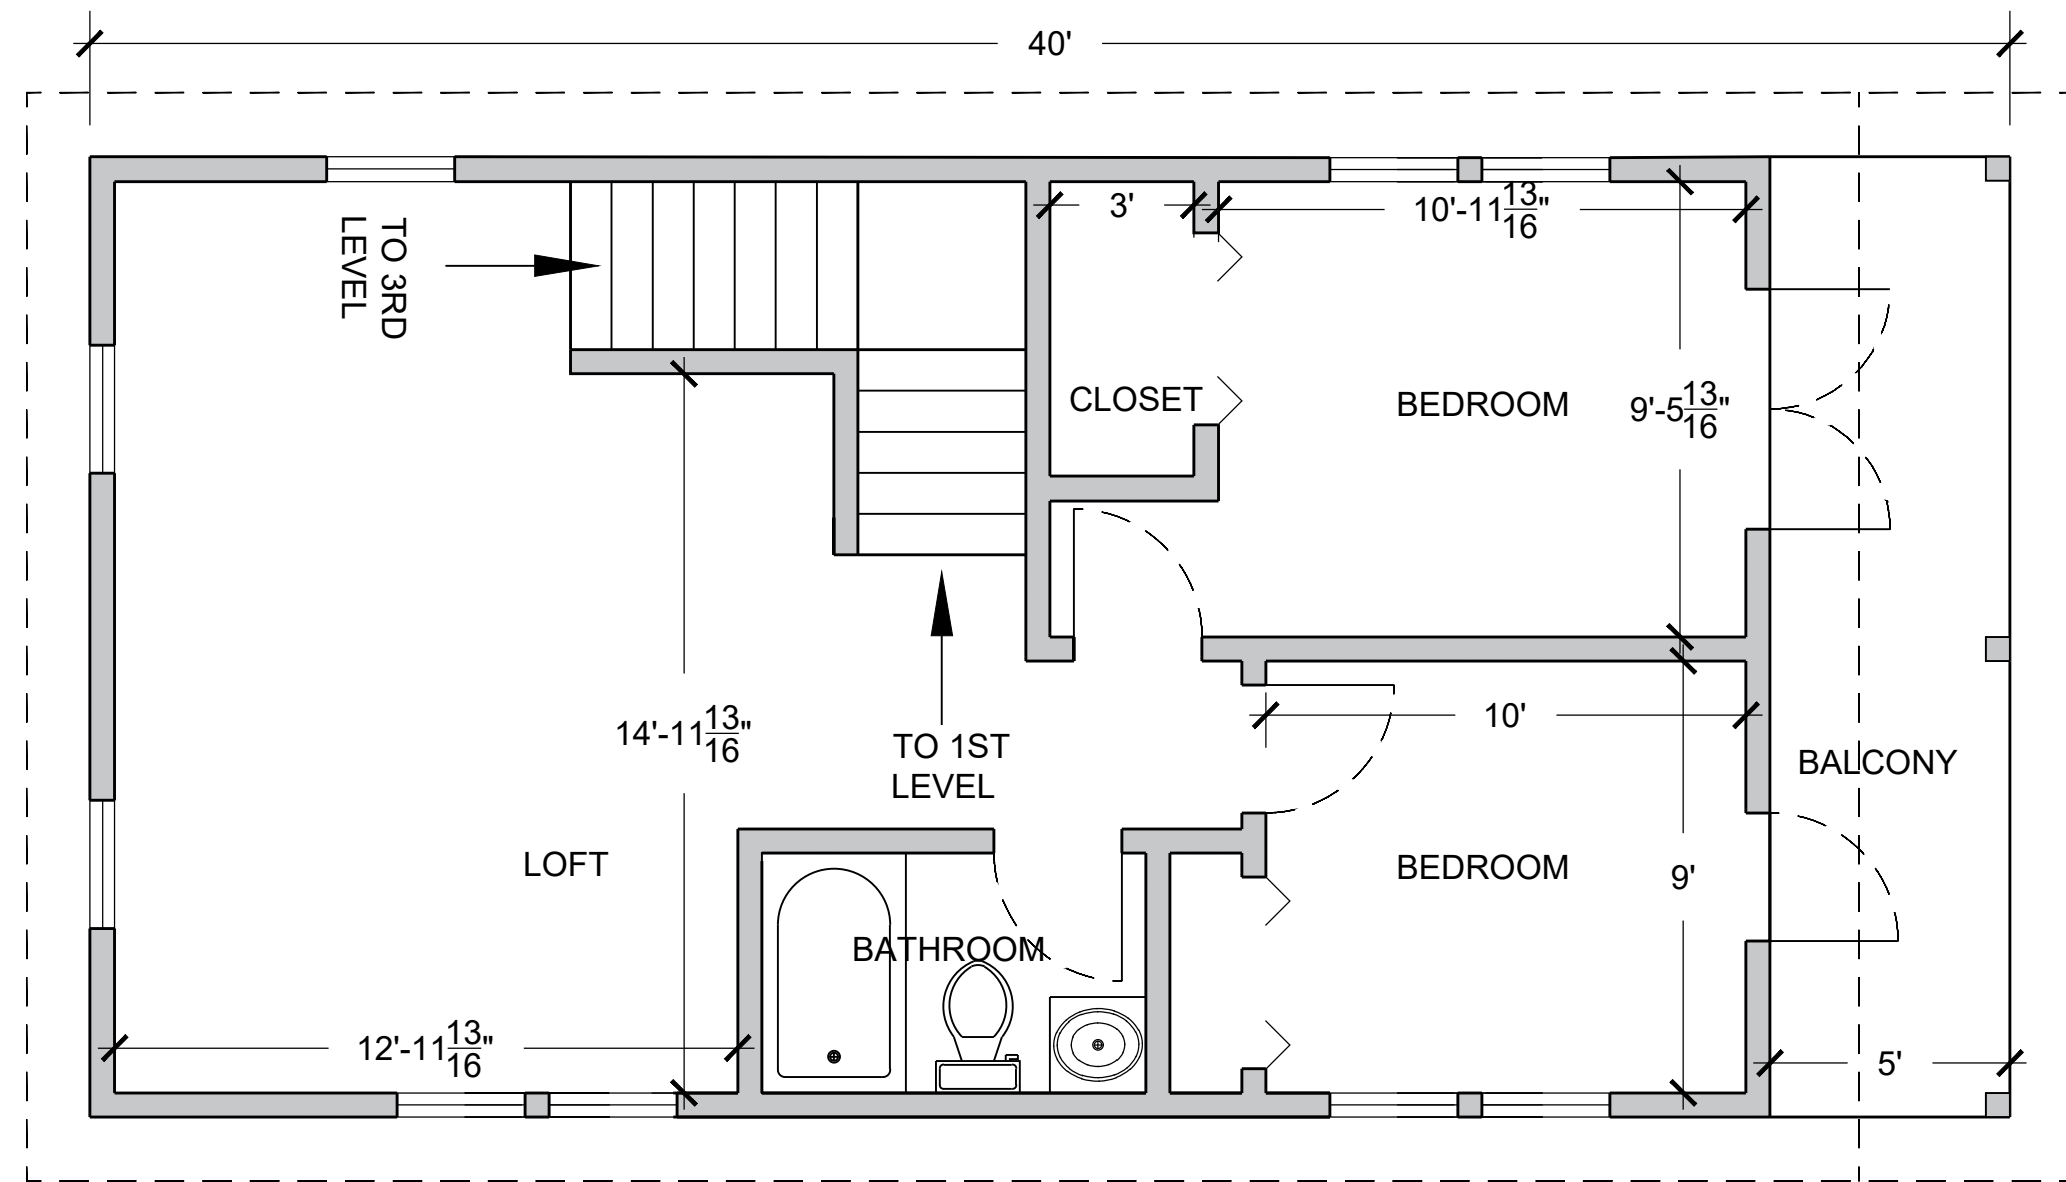 40'
TO 3RD
LEVEL
3'
10'-11 13/16"
CLOSET
BEDROOM
9'-5 13/16"
14'-11 13/16"
TO 1ST
LEVEL
10'
BALCONY
LOFT
BEDROOM
9'
BATHROOM
12'-11 13/16"
5'